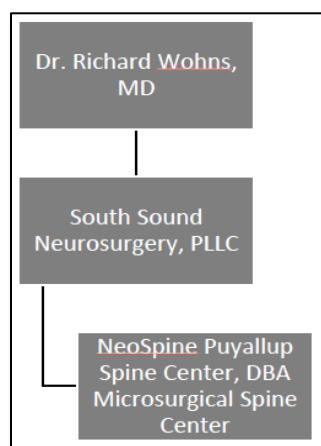 Dr. Richard Wohns,
MD
South Sound
Neurosurgery, PLLC
NeoSpine Puyallup
Spine Center, DBA
Microsurgical Spine
Center